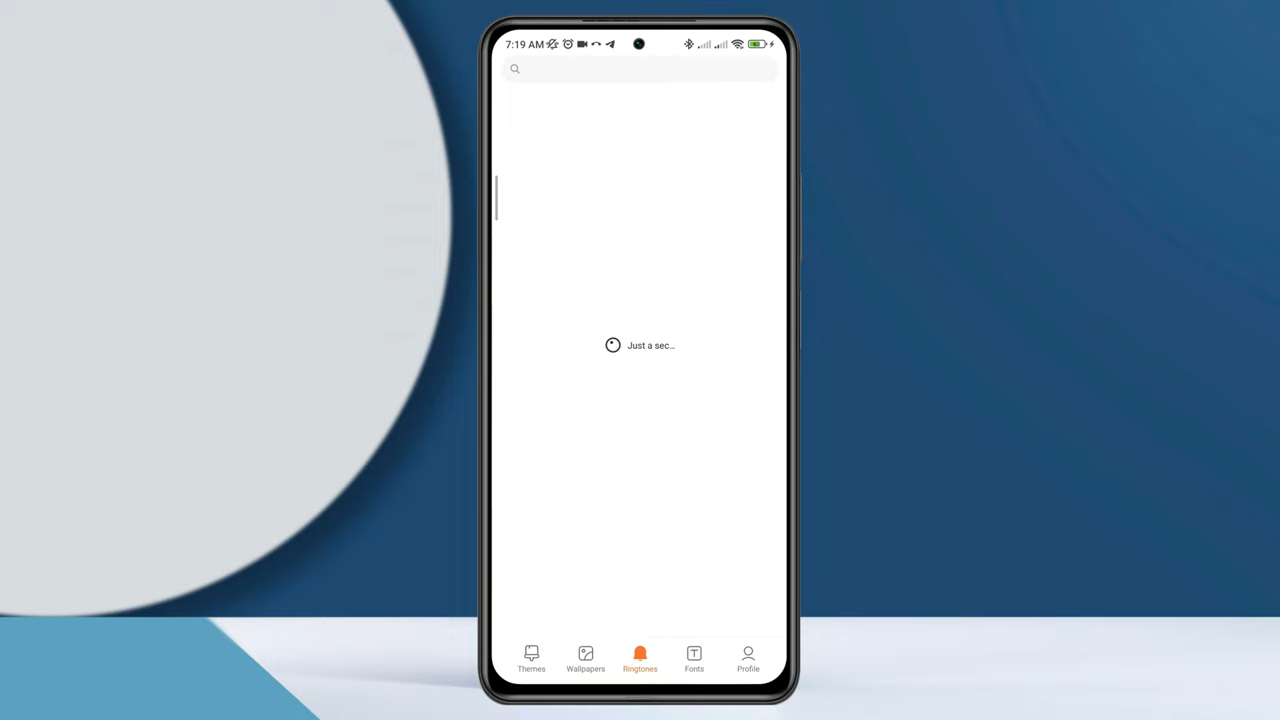 7:19 AM
Just a sec...
Themes
Wallpapers
Ringtones
Fonts
Profile